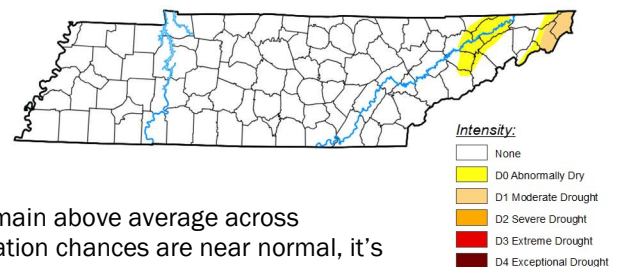 Intensity:
None
D0 Abnormally Dry
D1 Moderate Drought
D2 Severe Drought
D3 Extreme Drought
D4 Exceptional Drought
main above average across
ation chances are near normal, it’s